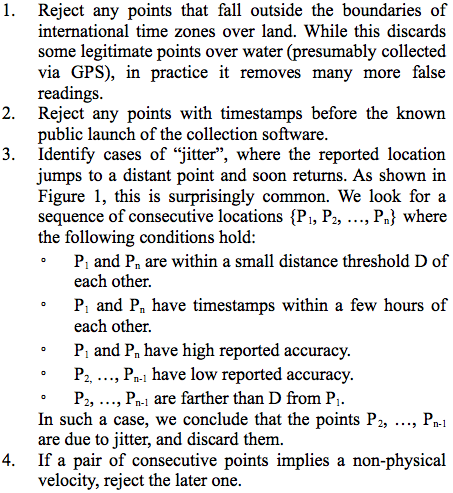 1. Reject any points that fall outside the boundaries of
international time zones over land. While this discards
some legitimate points over water (presumably collected
via GPS), in practice it removes many more false
readings.
2. Reject any points with timestamps before the known
public launch of the collection software.
3. Identify cases of “jitter”, where the reported location
jumps to a distant point and soon returns. As shown in
Figure 1, this is surprisingly common. We look for a
sequence of consecutive locations {P₁, P₂, …, Pₙ} where
the following conditions hold:
° P₁ and Pₙ are within a small distance threshold D of
each other.
° P₁ and Pₙ have timestamps within a few hours of
each other.
° P₁ and Pₙ have high reported accuracy.
° P₂, …, Pₙ₋₁ have low reported accuracy.
° P₂, …, Pₙ₋₁ are farther than D from P₁.
In such a case, we conclude that the points P₂, …, Pₙ₋₁
are due to jitter, and discard them.
4. If a pair of consecutive points implies a non-physical
velocity, reject the later one.